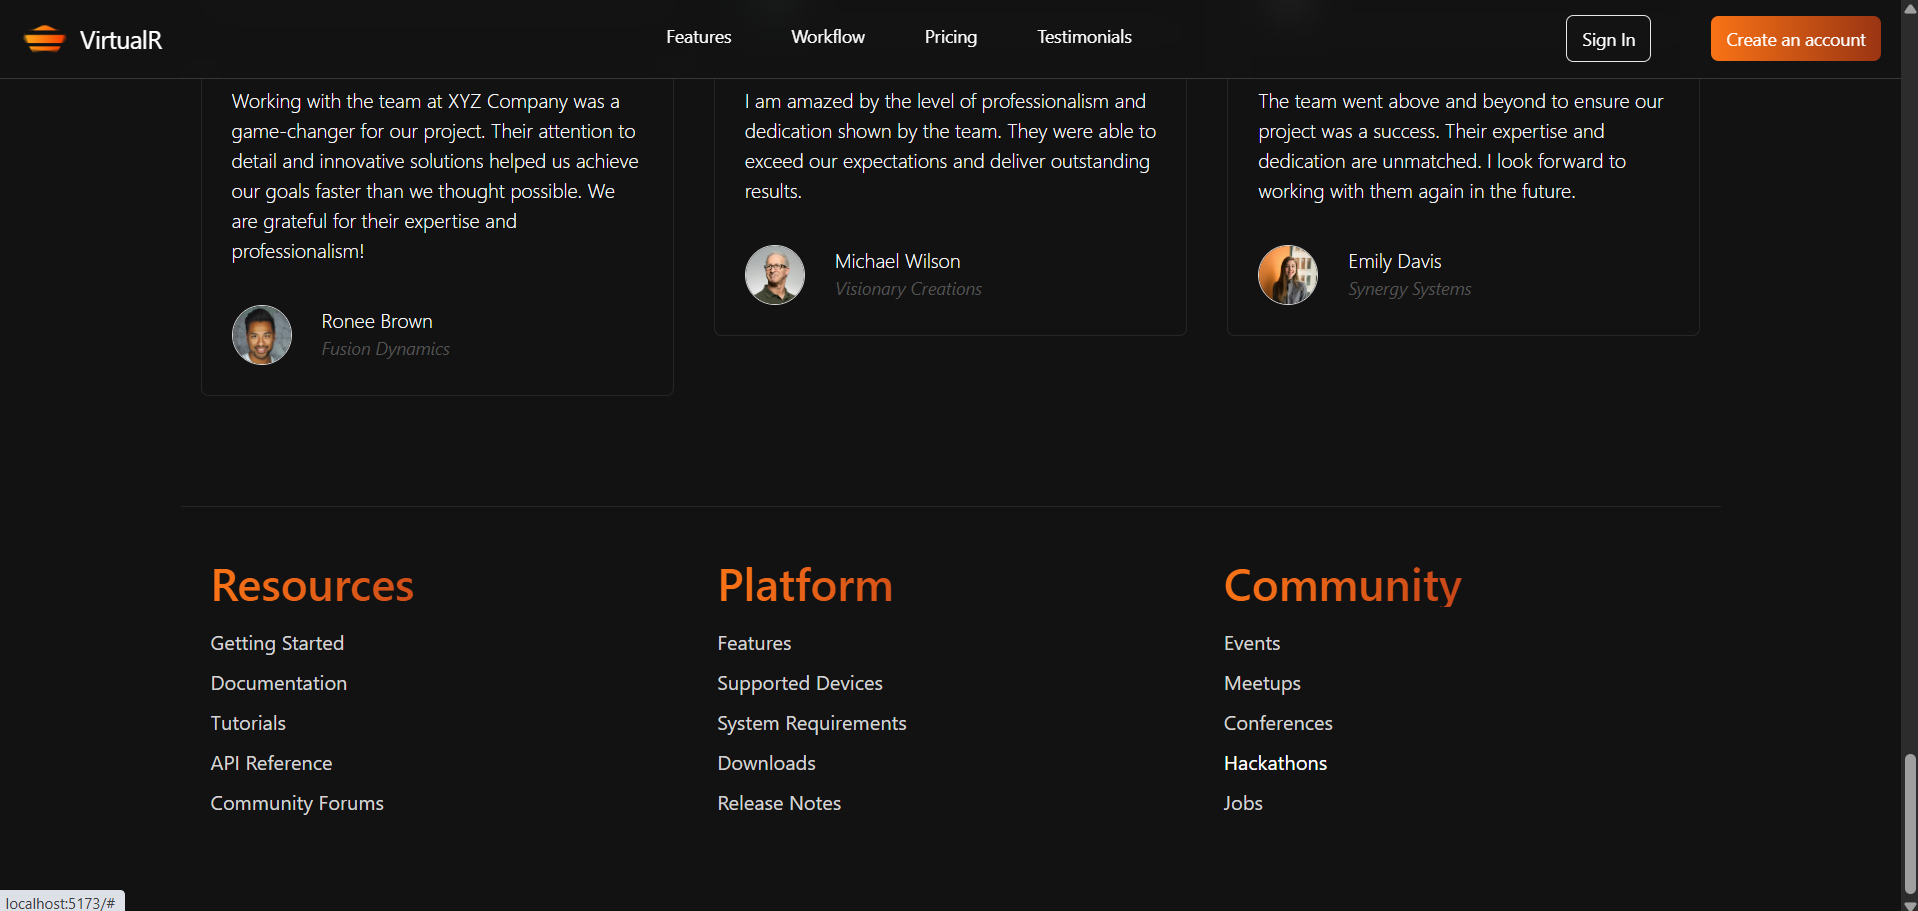 VirtualR
Features
Workflow
Pricing
Testimonials
Sign In
Create an account
Working with the team at XYZ Company was a
game-changer for our project. Their attention to
detail and innovative solutions helped us achieve
our goals faster than we thought possible. We
are grateful for their expertise and
professionalism!
Ronee Brown
Fusion Dynamics
I am amazed by the level of professionalism and
dedication shown by the team. They were able to
exceed our expectations and deliver outstanding
results.
Michael Wilson
Visionary Creations
The team went above and beyond to ensure our
project was a success. Their expertise and
dedication are unmatched. I look forward to
working with them again in the future.
Emily Davis
Synergy Systems
Resources
Getting Started
Documentation
Tutorials
API Reference
Community Forums
Platform
Features
Supported Devices
System Requirements
Downloads
Release Notes
Community
Events
Meetups
Conferences
Hackathons
Jobs
localhost:5173/#